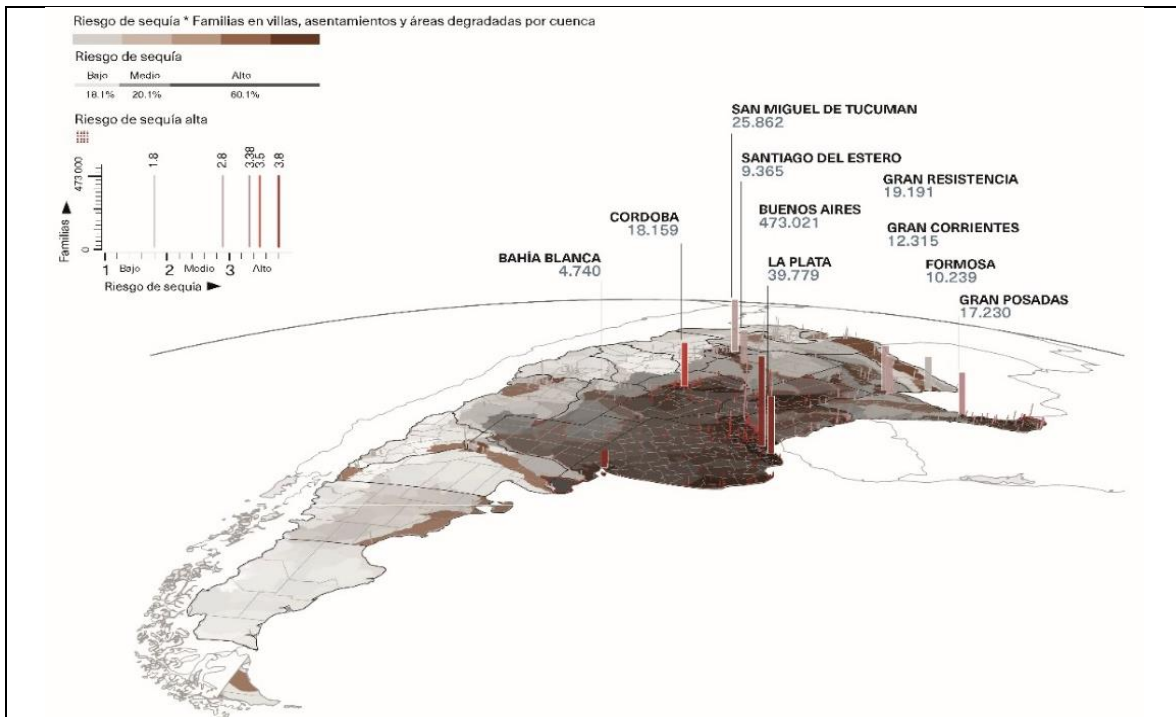 Riesgo de sequía * Familias en villas, asentamientos y áreas degradadas por cuenca
Riesgo de sequía
Bajo Medio Alto
18.1% 20.1% 60.1%
Riesgo de sequía alta
1.8 2.8 3.38 3.5 3.8
473 000
Familias
0
1 Bajo 2 Medio 3 Alto
Riesgo de sequía
SAN MIGUEL DE TUCUMAN
25.862
SANTIAGO DEL ESTERO
9.365
GRAN RESISTENCIA
19.191
BUENOS AIRES
473.021
CORDOBA
18.159
GRAN CORRIENTES
12.315
BAHÍA BLANCA
4.740
LA PLATA
39.779
FORMOSA
10.239
GRAN POSADAS
17.230